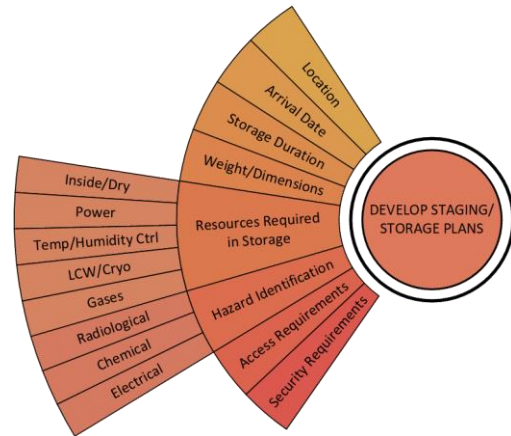 Location
Arrival Date
Storage Duration
Weight/Dimensions
Resources Required
in Storage
Hazard Identification
Access Requirements
Security Requirements
Inside/Dry
Power
Temp/Humidity Ctrl
LCW/Cryo
Gases
Radiological
Chemical
Electrical
DEVELOP STAGING/
STORAGE PLANS